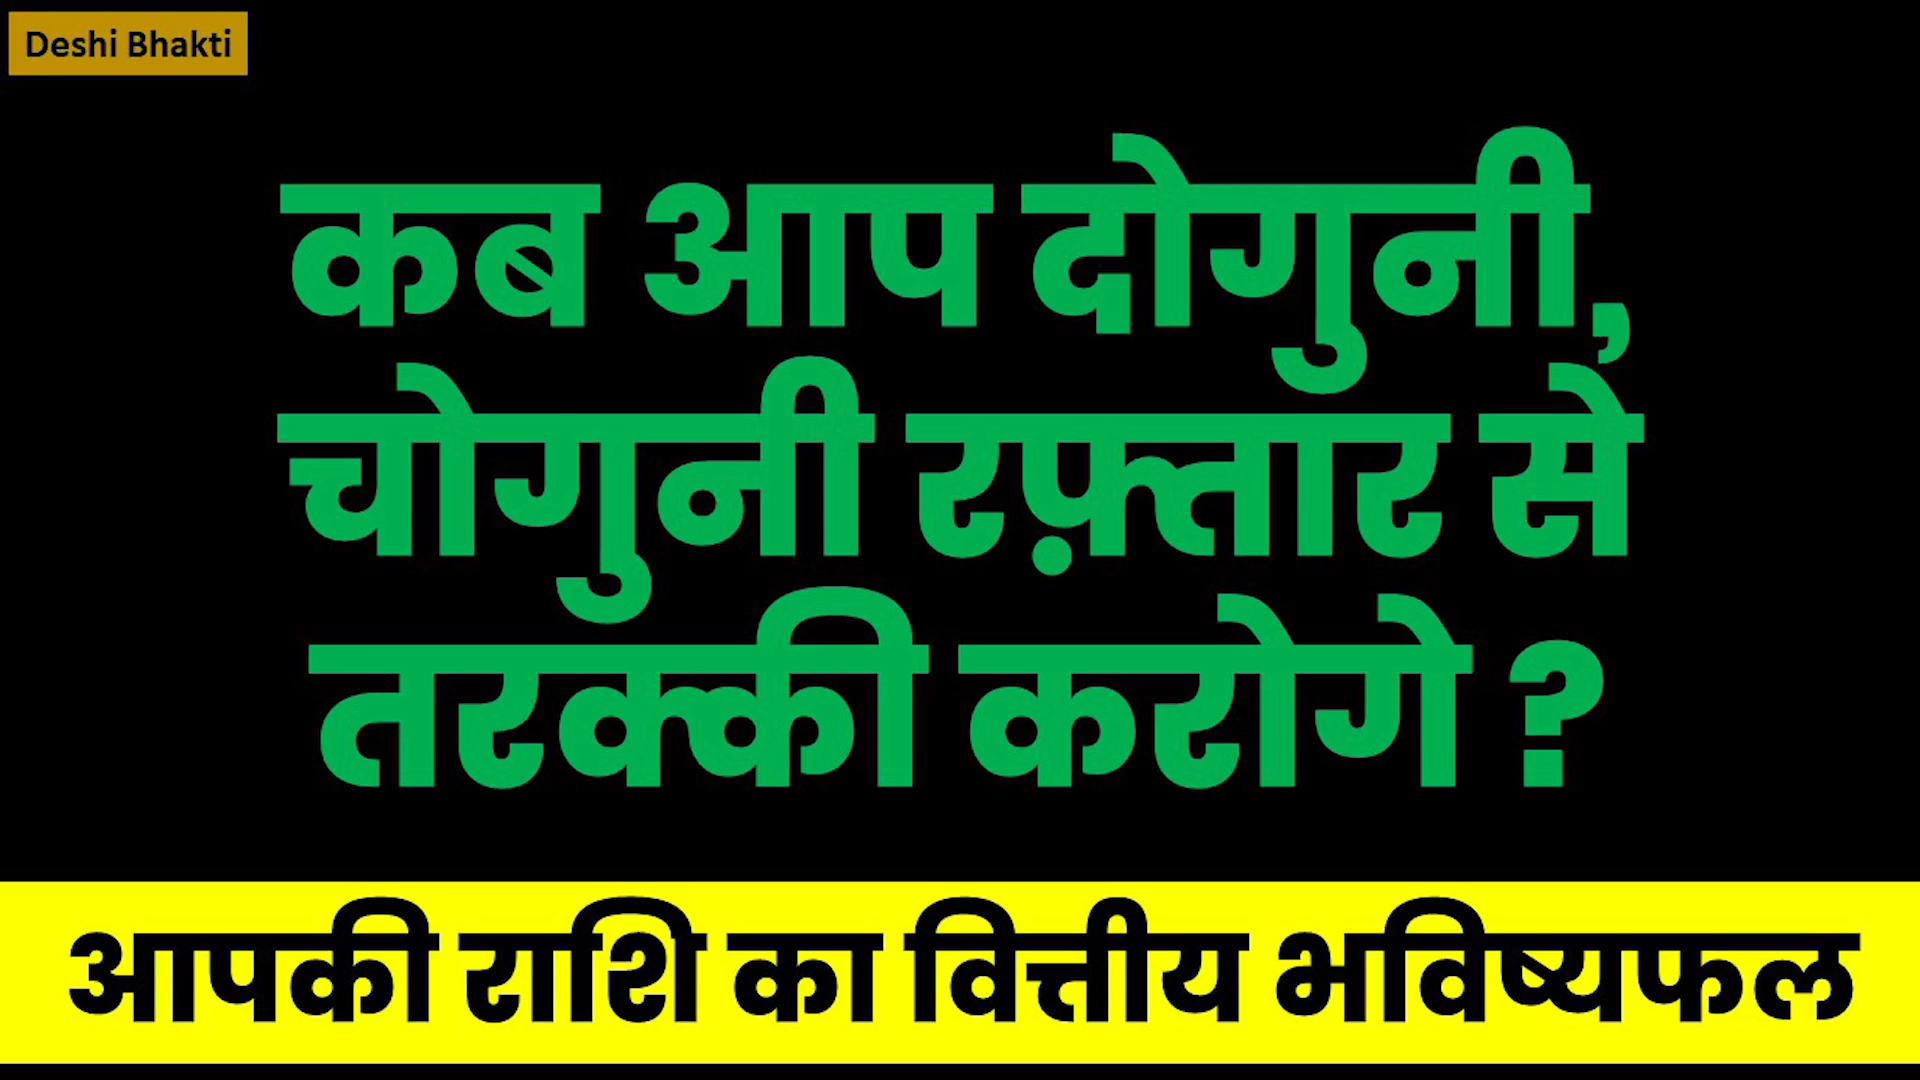 Deshi Bhakti
कब आप दोगुनी,
चोगुनी रफ़्तार से
तरक्की करोगे ?
आपकी राशि का वित्तीय भविष्यफल